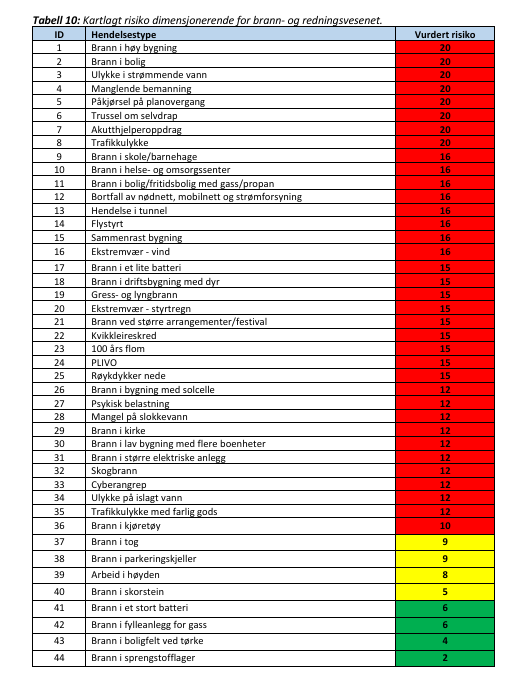 Tabell 10: Kartlagt risiko dimensjonerende for brann- og redningsvesenet.
ID Hendelsestype Vurdert risiko
1 Brann i høy bygning 20
2 Brann i bolig 20
3 Ulykke i strømmende vann 20
4 Manglende bemanning 20
5 Påkjørsel på planovergang 20
6 Trussel om selvdrap 20
7 Akutthjelperoppdrag 20
8 Trafikkulykke 20
9 Brann i skole/barnehage 16
10 Brann i helse- og omsorgssenter 16
11 Brann i bolig/fritidsbolig med gass/propan 16
12 Bortfall av nødnett, mobilnett og strømforsyning 16
13 Hendelse i tunnel 16
14 Flystyrt 16
15 Sammenrast bygning 16
16 Ekstremvær - vind 16
17 Brann i et lite batteri 15
18 Brann i driftsbygning med dyr 15
19 Gress- og lyngbrann 15
20 Ekstremvær - styrtregn 15
21 Brann ved større arrangementer/festival 15
22 Kvikkleireskred 15
23 100 års flom 15
24 PLIVO 15
25 Røykdykker nede 15
26 Brann i bygning med solcelle 12
27 Psykisk belastning 12
28 Mangel på slokkevann 12
29 Brann i kirke 12
30 Brann i lav bygning med flere boenheter 12
31 Brann i større elektriske anlegg 12
32 Skogbrann 12
33 Cyberangrep 12
34 Ulykke på islagt vann 12
35 Trafikkulykke med farlig gods 12
36 Brann i kjøretøy 10
37 Brann i tog 9
38 Brann i parkeringskjeller 9
39 Arbeid i høyden 8
40 Brann i skorstein 5
41 Brann i et stort batteri 6
42 Brann i fylleanlegg for gass 6
43 Brann i boligfelt ved tørke 4
44 Brann i sprengstofflager 2